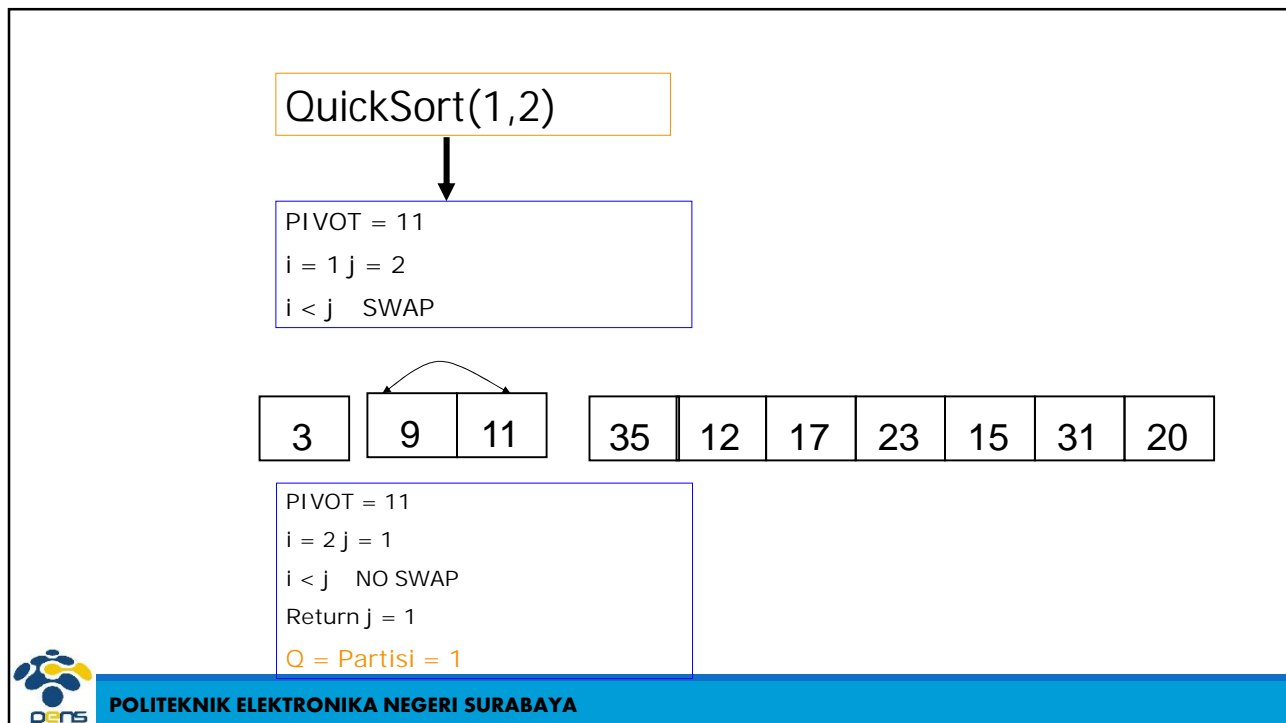 QuickSort(1,2)
PIVOT = 11
i = 1 j = 2
i < j SWAP
3 9 11 35 12 17 23 15 31 20
PIVOT = 11
i = 2 j = 1
i < j NO SWAP
Return j = 1
Q = Partisi = 1
pens
POLITEKNIK ELEKTRONIKA NEGERI SURABAYA